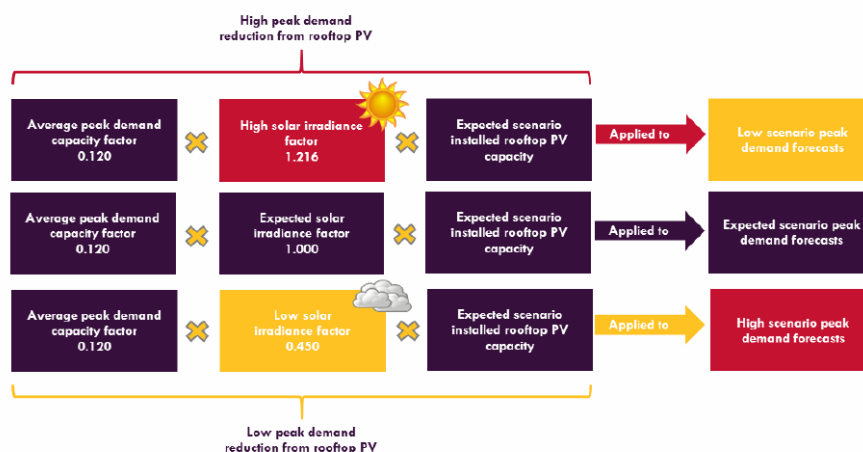 High peak demand
reduction from rooftop PV
Average peak demand
capacity factor
0.120
High solar irradiance
factor
1.216
Expected scenario
installed rooftop PV
capacity
Applied to
Low scenario peak
demand forecasts
Average peak demand
capacity factor
0.120
Expected solar
irradiance factor
1.000
Expected scenario
installed rooftop PV
capacity
Applied to
Expected scenario peak
demand forecasts
Average peak demand
capacity factor
0.120
Low solar
irradiance factor
0.450
Expected scenario
installed rooftop PV
capacity
Applied to
High scenario peak
demand forecasts
Low peak demand
reduction from rooftop PV